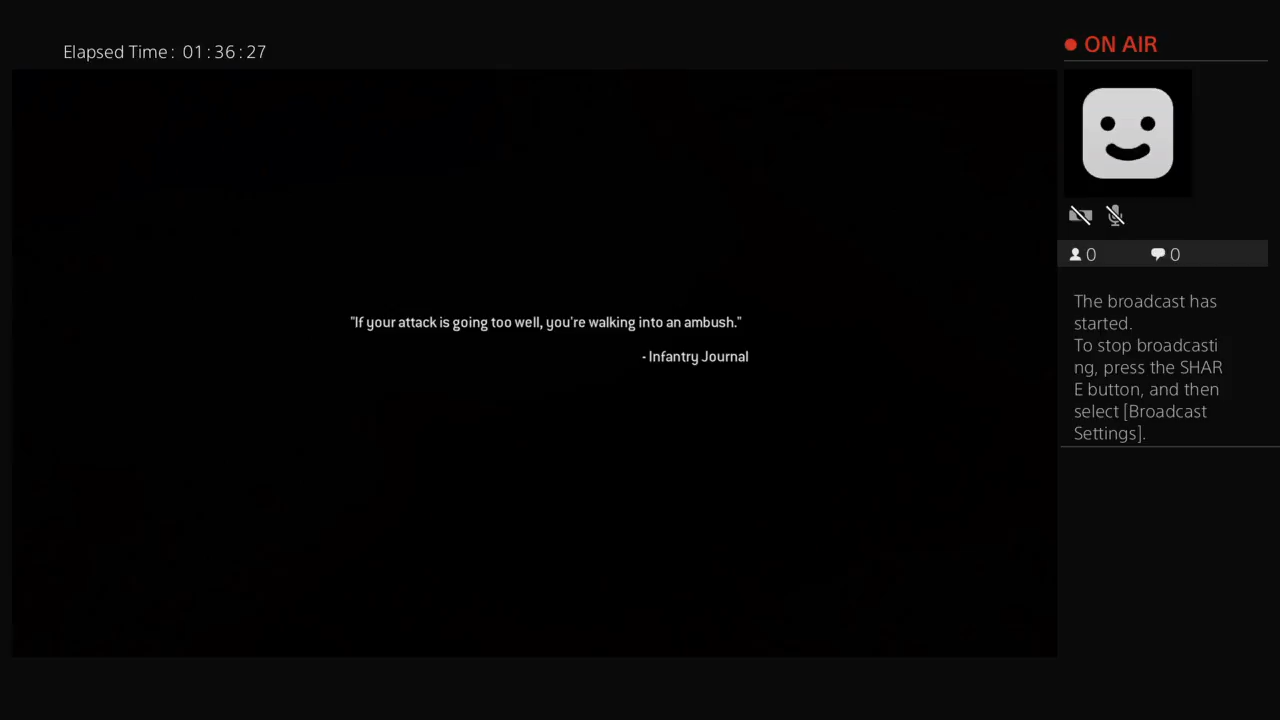 Elapsed Time: 01:36:27
ON AIR
0 0
"If your attack is going too well, you're walking into an ambush."
- Infantry Journal
The broadcast has
started.
To stop broadcasti
ng, press the SHAR
E button, and then
select [Broadcast
Settings].